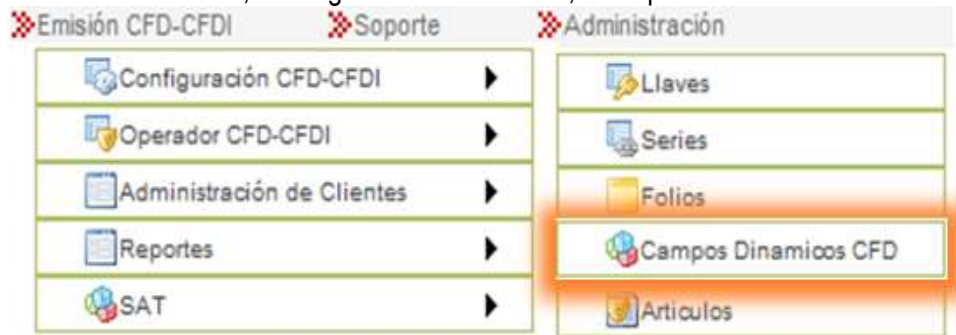 Emisión CFD-CFDI
Soporte
Administración
Configuración CFD-CFDI
Operador CFD-CFDI
Administración de Clientes
Reportes
SAT
Llaves
Series
Folios
Campos Dinamicos CFD
Articulos